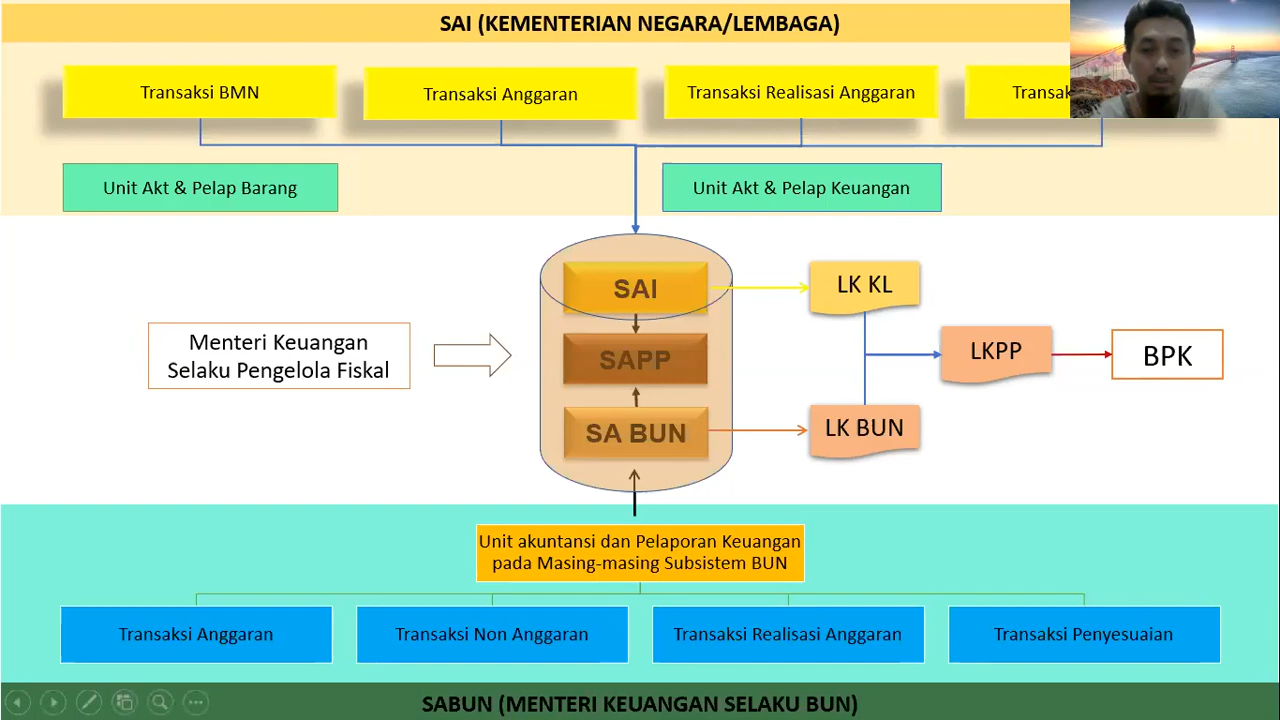 SAI (KEMENTERIAN NEGARA/LEMBAGA)
Transaksi BMN
Transaksi Anggaran
Transaksi Realisasi Anggaran
Unit Akt & Pelap Barang
Unit Akt & Pelap Keuangan
SAI
LK KL
Menteri Keuangan
Selaku Pengelola Fiskal
SAPP
LKPP
BPK
SA BUN
LK BUN
Unit akuntansi dan Pelaporan Keuangan
pada Masing-masing Subsistem BUN
Transaksi Anggaran
Transaksi Non Anggaran
Transaksi Realisasi Anggaran
Transaksi Penyesuaian
SABUN (MENTERI KEUANGAN SELAKU BUN)